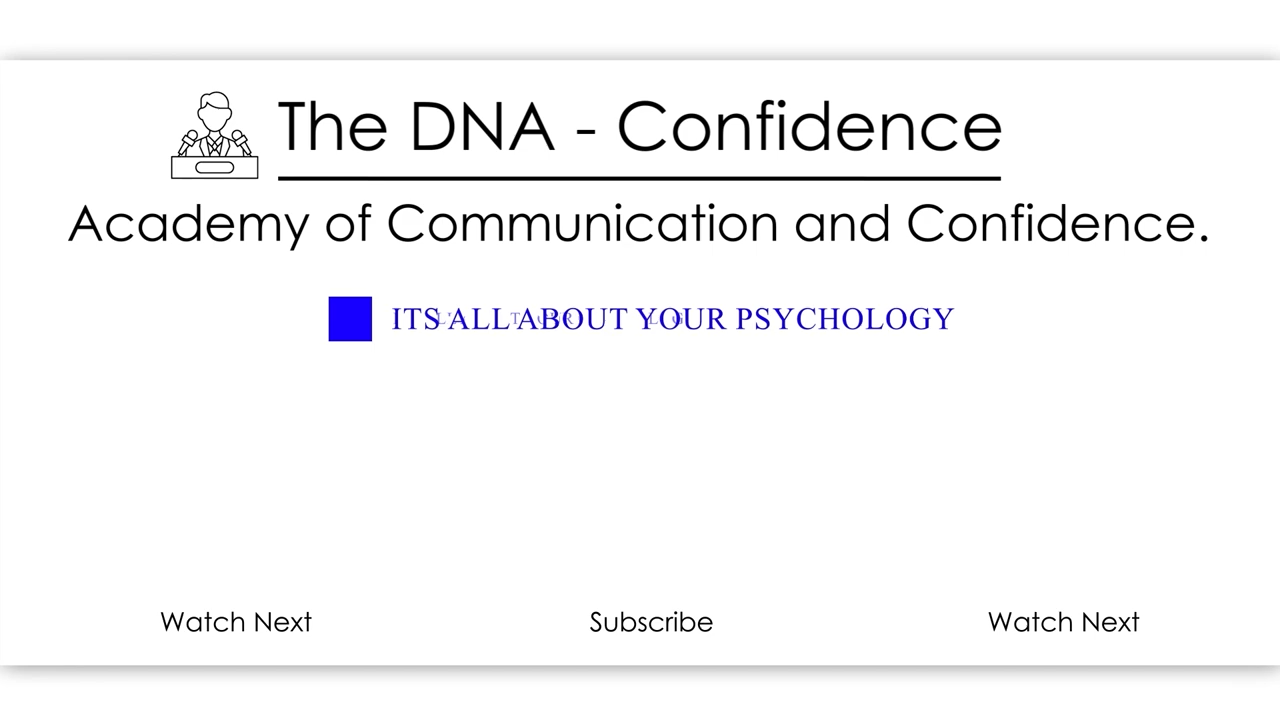 The DNA - Confidence
Academy of Communication and Confidence.
ITS ALL ABOUT YOUR PSYCHOLOGY
Watch Next Subscribe Watch Next